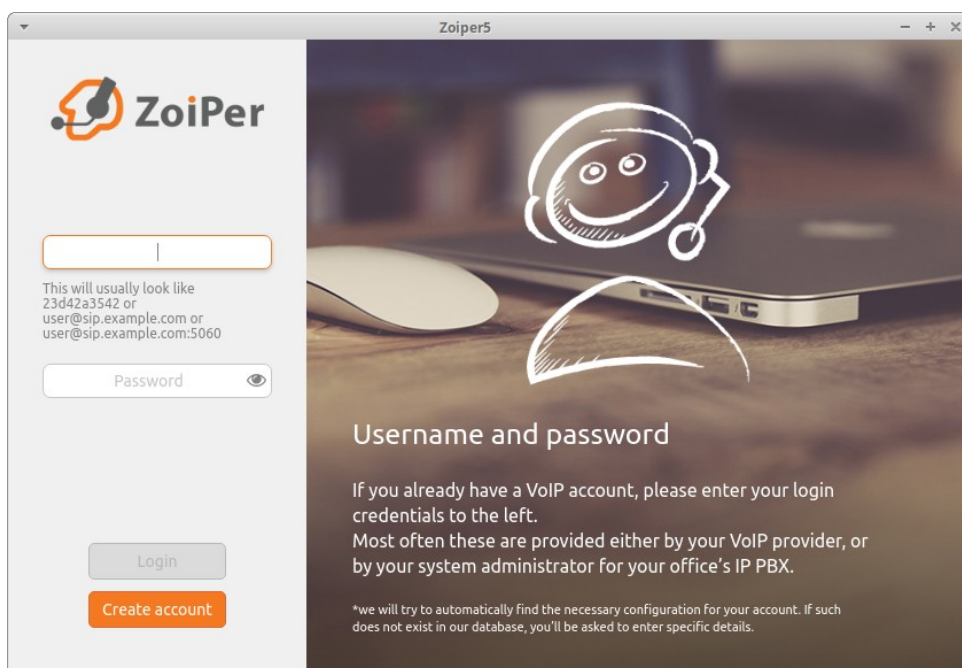 Zoiper5
ZoiPer
This will usually look like
23d42a3542 or
user@sip.example.com or
user@sip.example.com:5060
Password
Login
Create account
Username and password
If you already have a VoIP account, please enter your login
credentials to the left.
Most often these are provided either by your VoIP provider, or
by your system administrator for your office's IP PBX.
*we will try to automatically find the necessary configuration for your account. If such
does not exist in our database, you'll be asked to enter specific details.